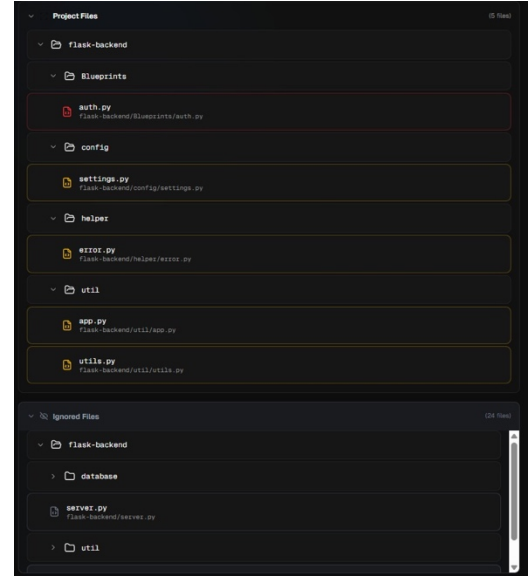 Project Files (5 files)
flask-backend
Blueprints
auth.py
flask-backend/Blueprints/auth.py
config
settings.py
flask-backend/config/settings.py
helper
error.py
flask-backend/helper/error.py
util
app.py
flask-backend/util/app.py
utils.py
flask-backend/util/utils.py
Ignored Files (24 files)
flask-backend
database
server.py
flask-backend/server.py
util